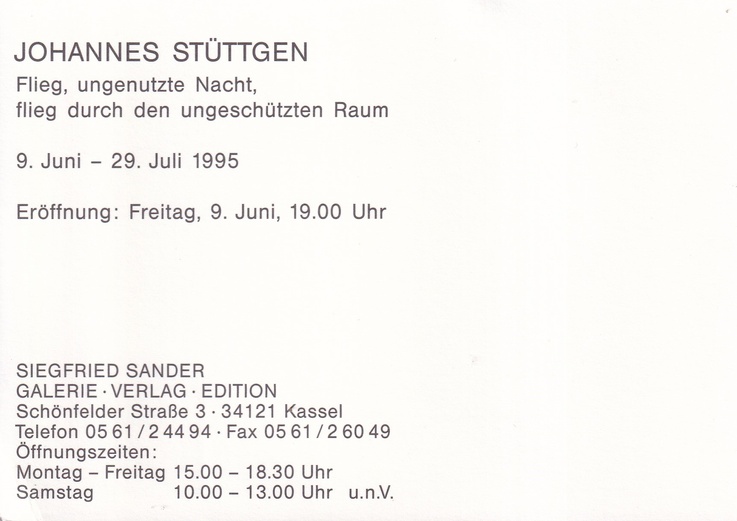 JOHANNES STÜTTGEN
Flieg, ungenutzte Nacht,
flieg durch den ungeschützten Raum
9. Juni – 29. Juli 1995
Eröffnung: Freitag, 9. Juni, 19.00 Uhr
SIEGFRIED SANDER
GALERIE · VERLAG · EDITION
Schönfelder Straße 3 · 34121 Kassel
Telefon 05 61 / 2 44 94 · Fax 05 61 / 2 60 49
Öffnungszeiten:
Montag – Freitag 15.00 – 18.30 Uhr
Samstag 10.00 – 13.00 Uhr u.n.V.